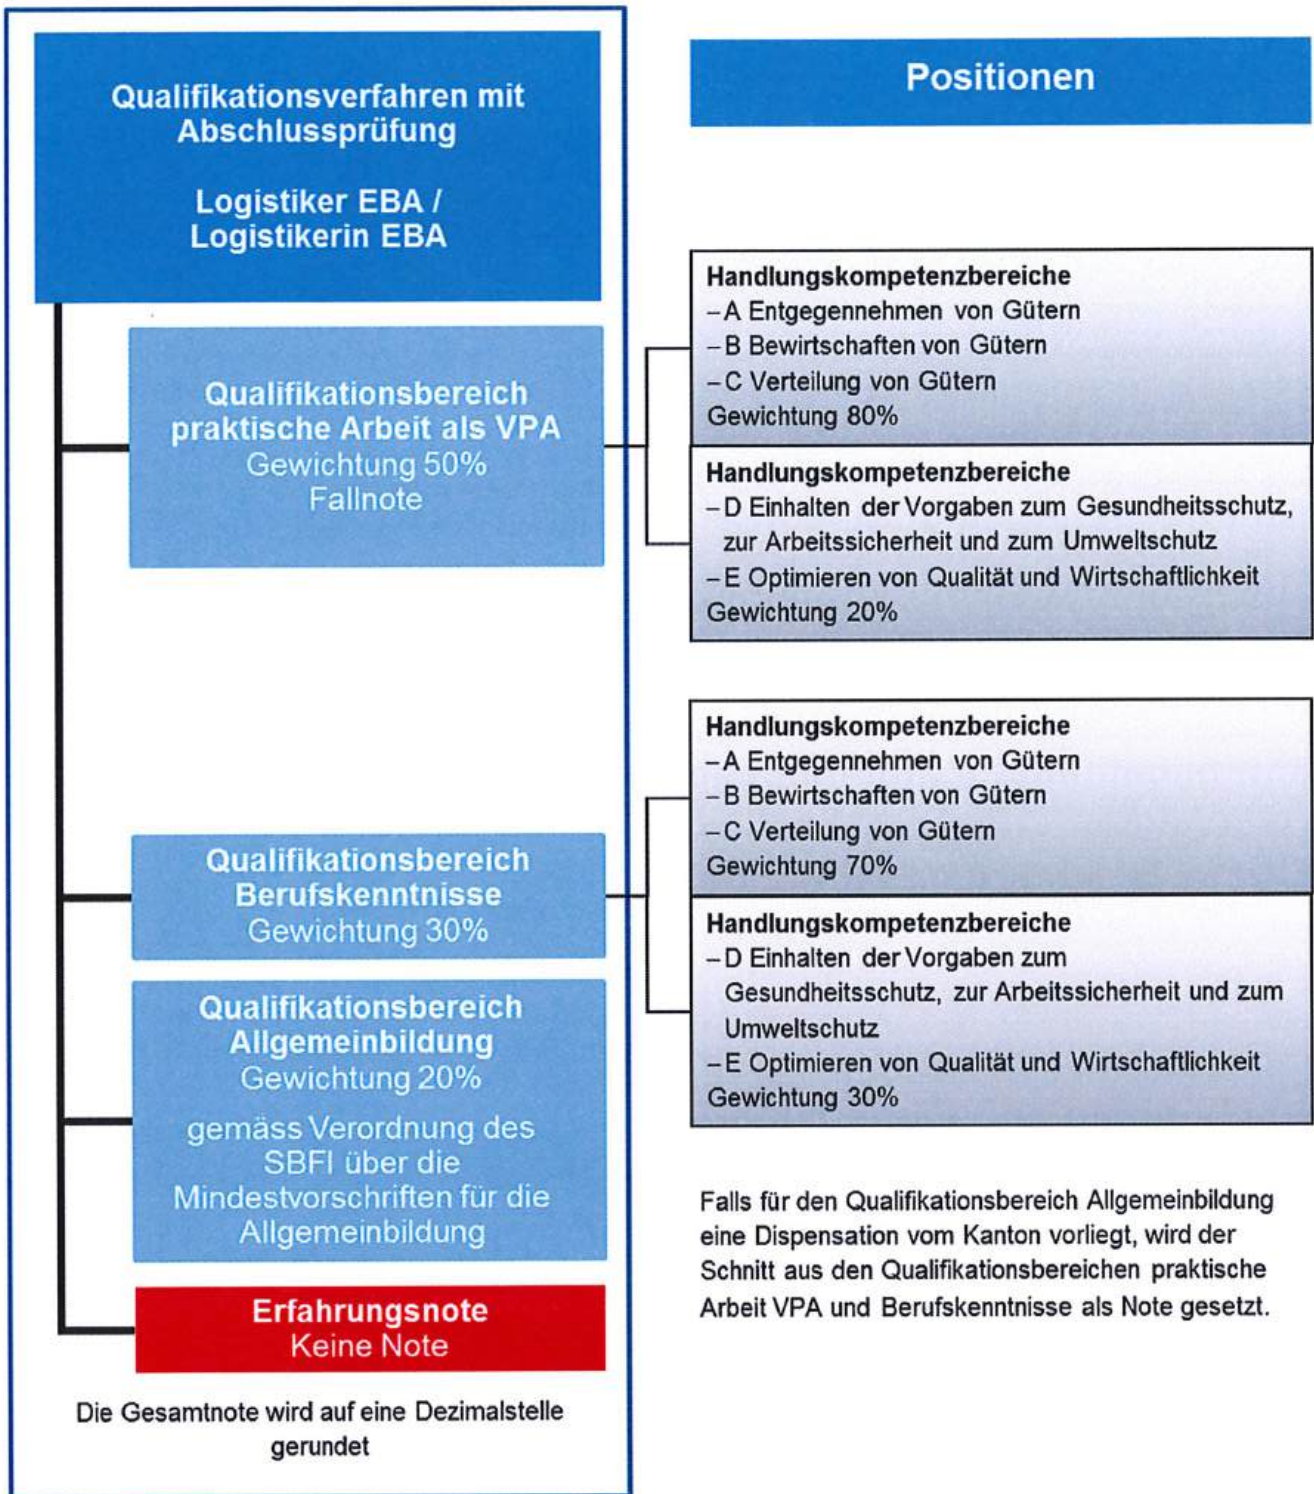 Qualifikationsverfahren mit
Abschlussprüfung
Logistiker EBA /
Logistikerin EBA
Qualifikationsbereich
praktische Arbeit als VPA
Gewichtung 50%
Fallnote
Qualifikationsbereich
Berufskenntnisse
Gewichtung 30%
Qualifikationsbereich
Allgemeinbildung
Gewichtung 20%
gemäss Verordnung des
SBFI über die
Mindestvorschriften für die
Allgemeinbildung
Erfahrungsnote
Keine Note
Die Gesamtnote wird auf eine Dezimalstelle
gerundet
Positionen
Handlungskompetenzbereiche
– A Entgegennehmen von Gütern
– B Bewirtschaften von Gütern
– C Verteilung von Gütern
Gewichtung 80%
Handlungskompetenzbereiche
– D Einhalten der Vorgaben zum Gesundheitsschutz,
zur Arbeitssicherheit und zum Umweltschutz
– E Optimieren von Qualität und Wirtschaftlichkeit
Gewichtung 20%
Handlungskompetenzbereiche
– A Entgegennehmen von Gütern
– B Bewirtschaften von Gütern
– C Verteilung von Gütern
Gewichtung 70%
Handlungskompetenzbereiche
– D Einhalten der Vorgaben zum
Gesundheitsschutz, zur Arbeitssicherheit und zum
Umweltschutz
– E Optimieren von Qualität und Wirtschaftlichkeit
Gewichtung 30%
Falls für den Qualifikationsbereich Allgemeinbildung
eine Dispensation vom Kanton vorliegt, wird der
Schnitt aus den Qualifikationsbereichen praktische
Arbeit VPA und Berufskenntnisse als Note gesetzt.